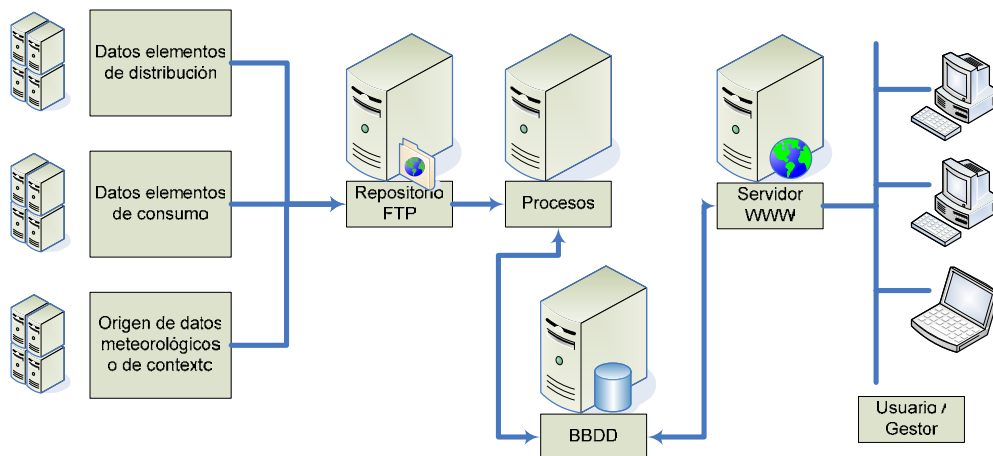 Datos elementos
de distribución
Datos elementos
de consumo
Origen de datos
meteorológicos
o de contexto
Repositorio
FTP
Procesos
BBDD
Servidor
WWW
Usuario /
Gestor